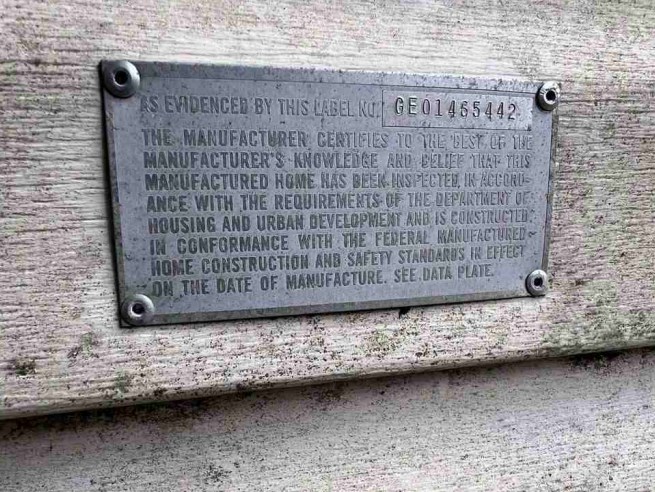 AS EVIDENCED BY THIS LABEL NO. GEO1465442
THE MANUFACTURER CERTIFIES TO THE BEST OF THE
MANUFACTURER'S KNOWLEDGE AND BELIEF THAT THIS
MANUFACTURED HOME HAS BEEN INSPECTED IN ACCORD-
ANCE WITH THE REQUIREMENTS OF THE DEPARTMENT OF
HOUSING AND URBAN DEVELOPMENT AND IS CONSTRUCTED
IN CONFORMANCE WITH THE FEDERAL MANUFACTURED
HOME CONSTRUCTION AND SAFETY STANDARDS IN EFFECT
ON THE DATE OF MANUFACTURE. SEE DATA PLATE.